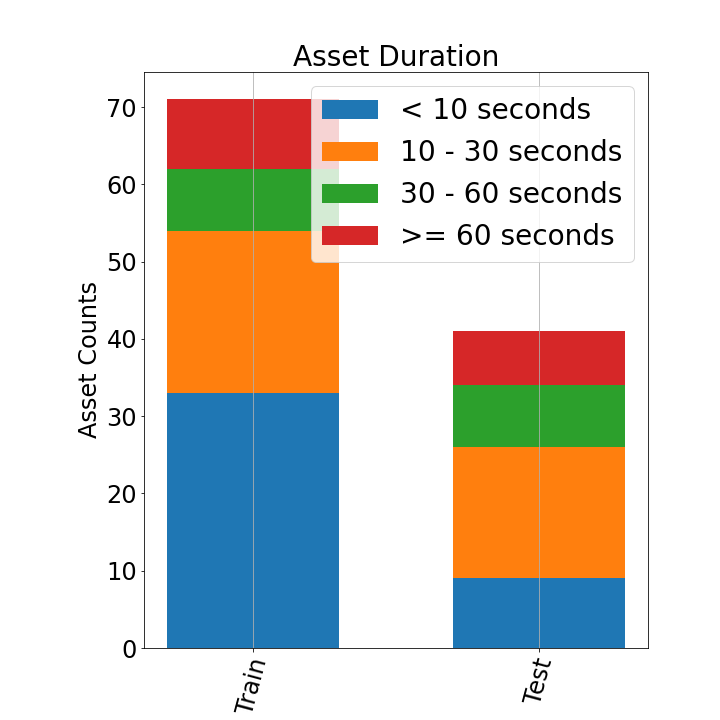 Asset Duration
< 10 seconds
10 - 30 seconds
30 - 60 seconds
>= 60 seconds
Asset Counts
70
60
50
40
30
20
10
0
Train
Test